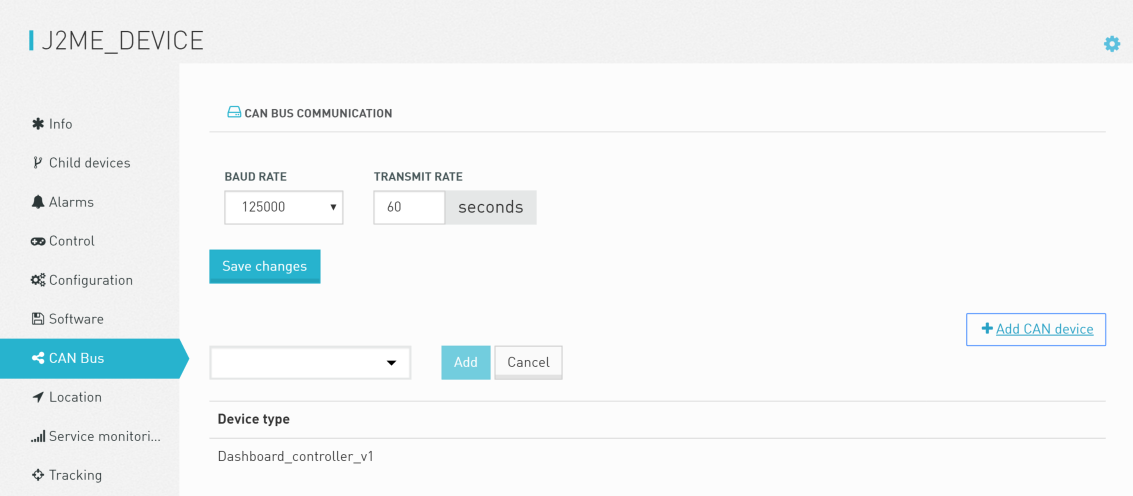 J2ME_DEVICE
Info
Child devices
Alarms
Control
Configuration
Software
CAN Bus
Location
Service monitori...
Tracking
CAN BUS COMMUNICATION
BAUD RATE TRANSMIT RATE
125000 60 seconds
Save changes
Add CAN device
Add Cancel
Device type
Dashboard_controller_v1